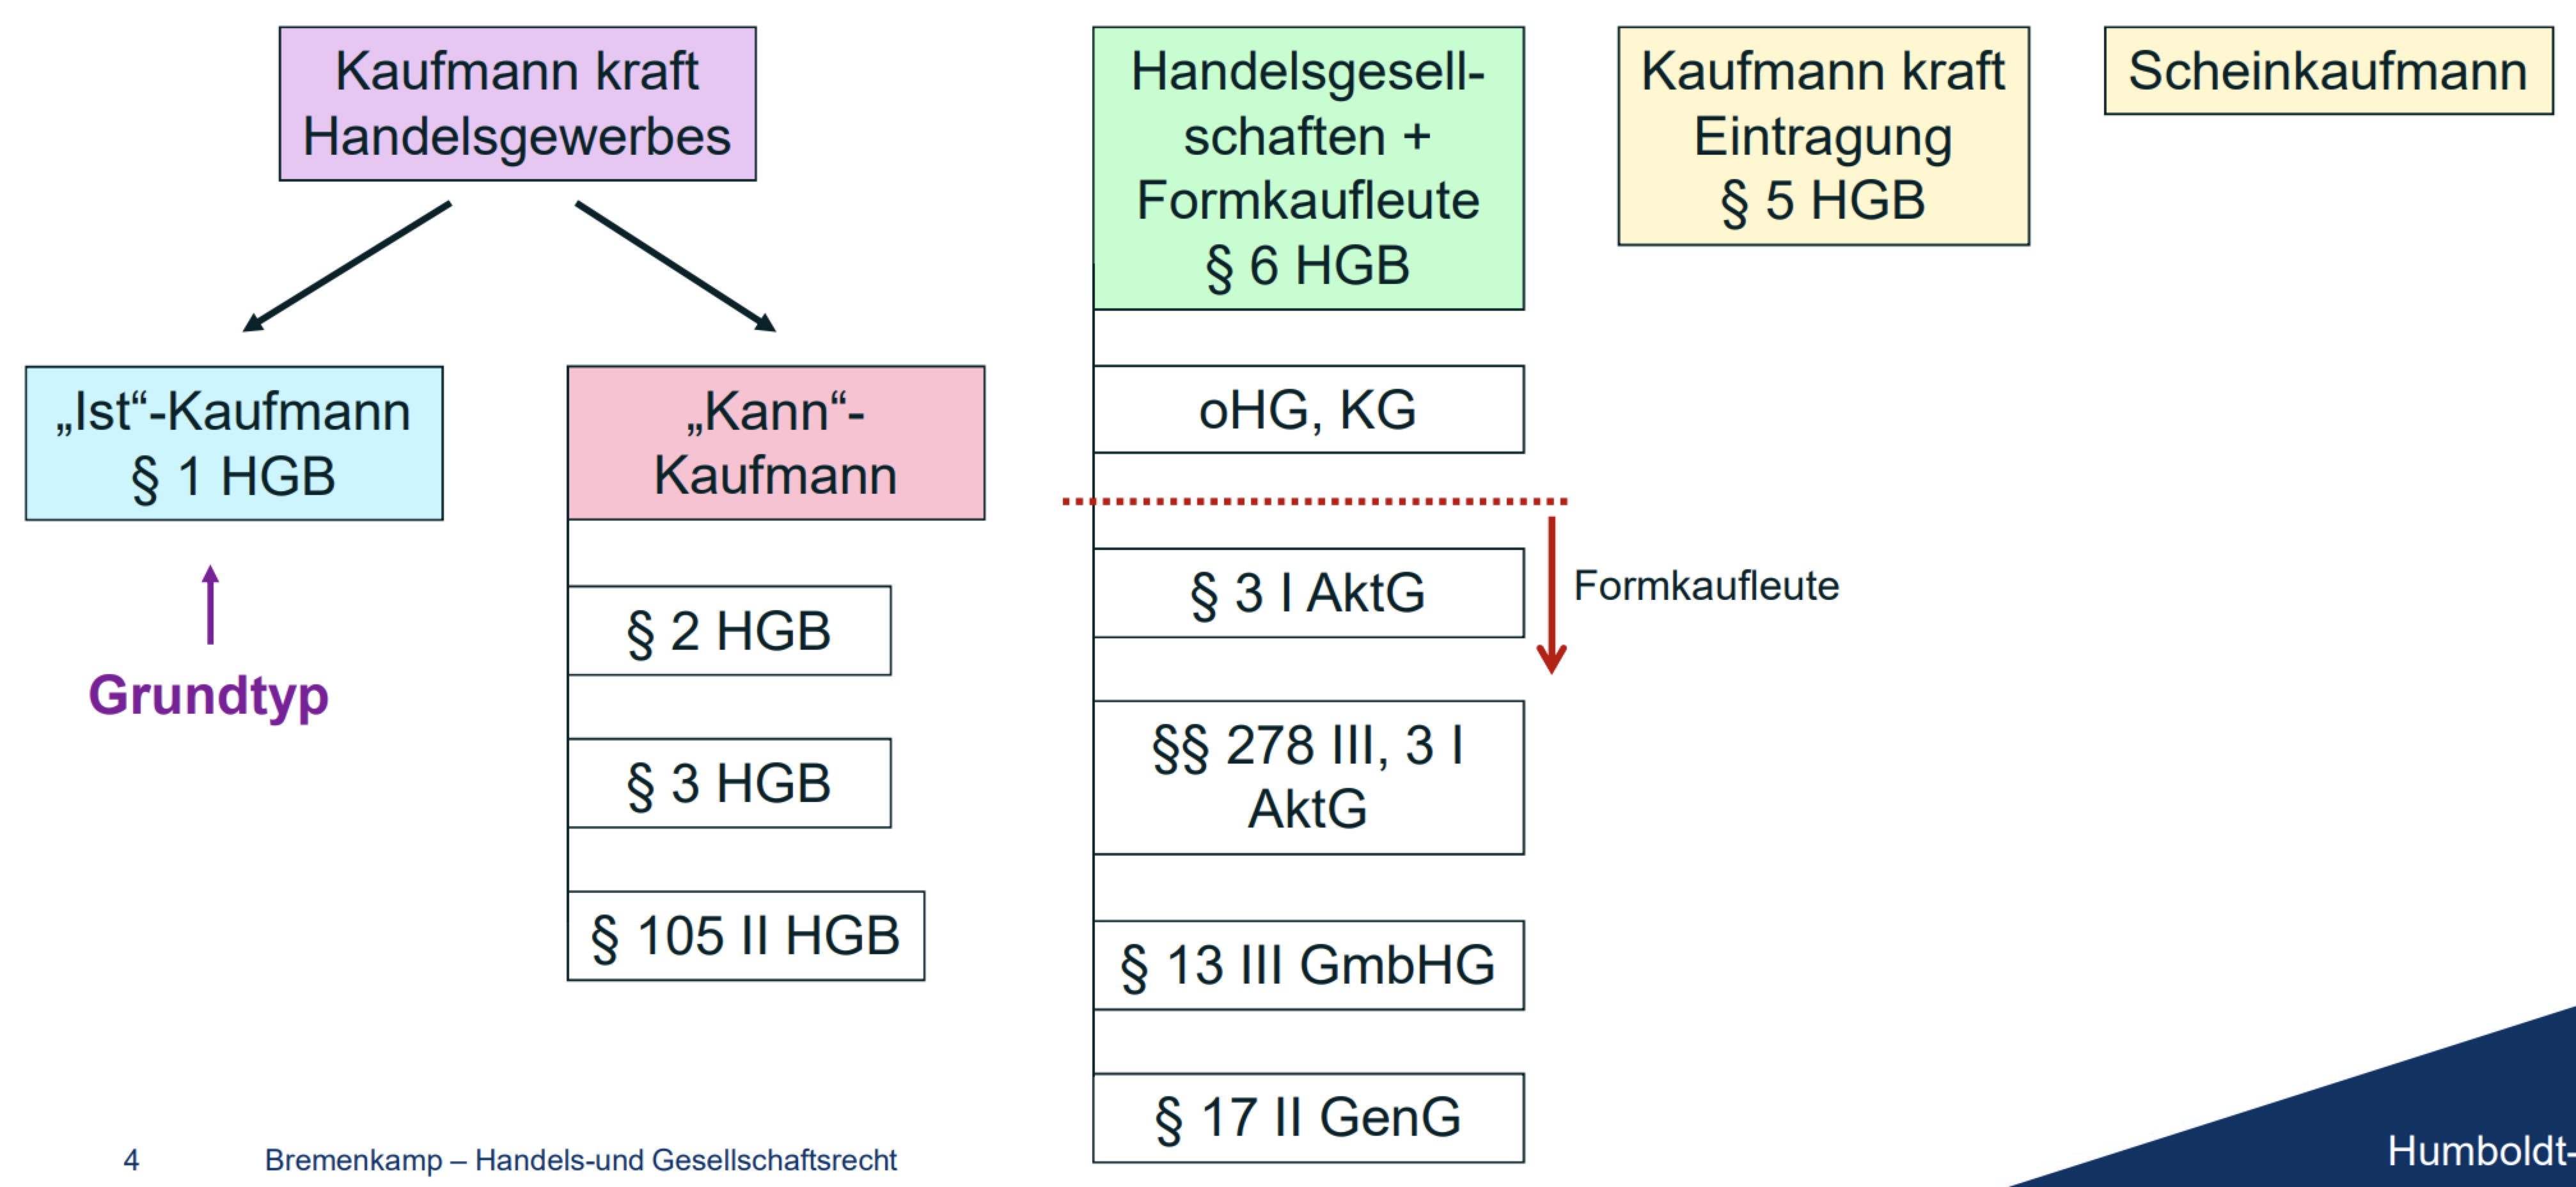 Kaufmann kraft
Handelsgewerbes
„Ist“-Kaufmann
§ 1 HGB
Grundtyp
„Kann“-
Kaufmann
§ 2 HGB
§ 3 HGB
§ 105 II HGB
Handelsgesell-
schaften +
Formkaufleute
§ 6 HGB
oHG, KG
§ 3 I AktG
§§ 278 III, 3 I
AktG
§ 13 III GmbHG
§ 17 II GenG
Formkaufleute
Kaufmann kraft
Eintragung
§ 5 HGB
Scheinkaufmann
4 Bremenkamp – Handels-und Gesellschaftsrecht
Humboldt-